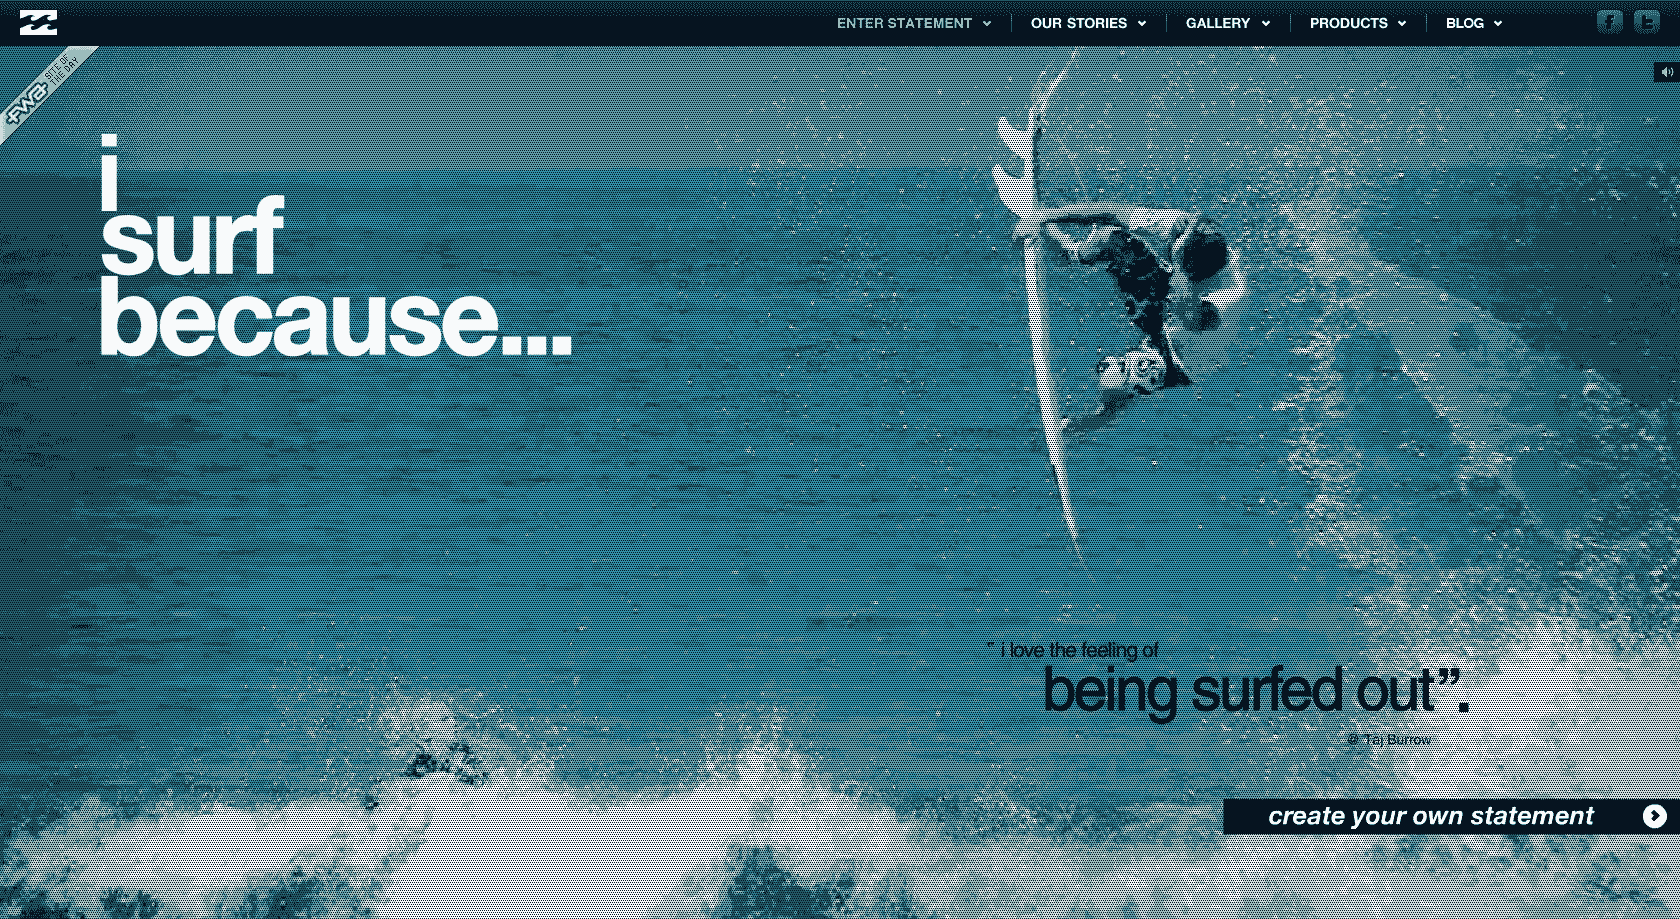 ENTER STATEMENT
OUR STORIES
GALLERY
PRODUCTS
BLOG
fwa
SITE OF
THE DAY
i
surf
because...
“ i love the feeling of
being surfed out”.
@ Taj Burrow
create your own statement